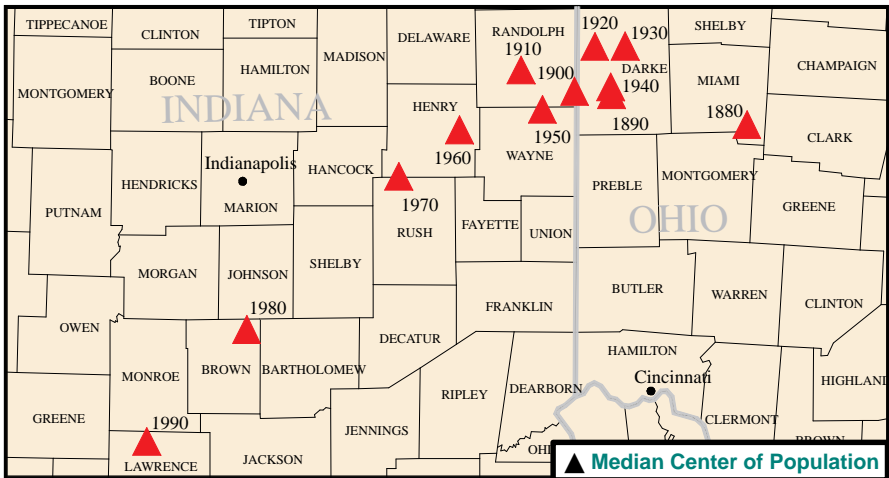 TIPPECANOE
CLINTON
TIPTON
MADISON
DELAWARE
RANDOLPH
1920
1930
SHELBY
1910
1900
DARKE
1940
MIAMI
CHAMPAIGN
MONTGOMERY
BOONE
HAMILTON
INDIANA
HENRY
1950
1890
1880
CLARK
1960
WAYNE
Indianapolis
HANCOCK
HENDRICKS
MARION
1970
RUSH
PREBLE
MONTGOMERY
GREENE
PUTNAM
FAYETTE
UNION
OHIO
MORGAN
JOHNSON
SHELBY
BUTLER
WARREN
CLINTON
1980
FRANKLIN
OWEN
DECATUR
HAMILTON
MONROE
BROWN
BARTHOLOMEW
RIPLEY
DEARBORN
Cincinnati
HIGHLAND
GREENE
1990
JENNINGS
CLERMONT
BROWN
LAWRENCE
JACKSON
OHI
Median Center of Population